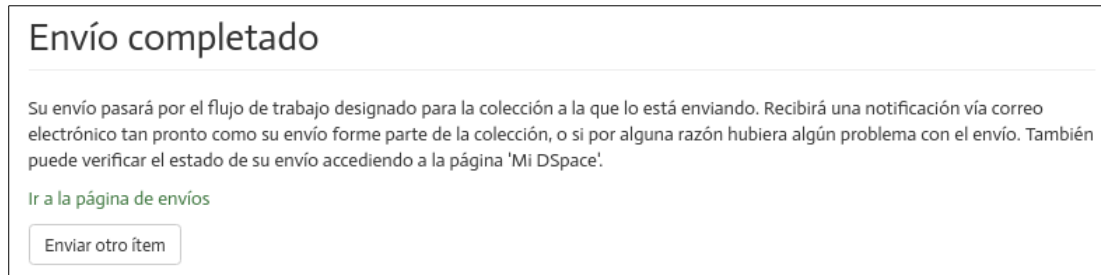 Envío completado
Su envío pasará por el flujo de trabajo designado para la colección a la que lo está enviando. Recibirá una notificación vía correo
electrónico tan pronto como su envío forme parte de la colección, o si por alguna razón hubiera algún problema con el envío. También
puede verificar el estado de su envío accediendo a la página 'Mi DSpace'.
Ir a la página de envíos
Enviar otro ítem